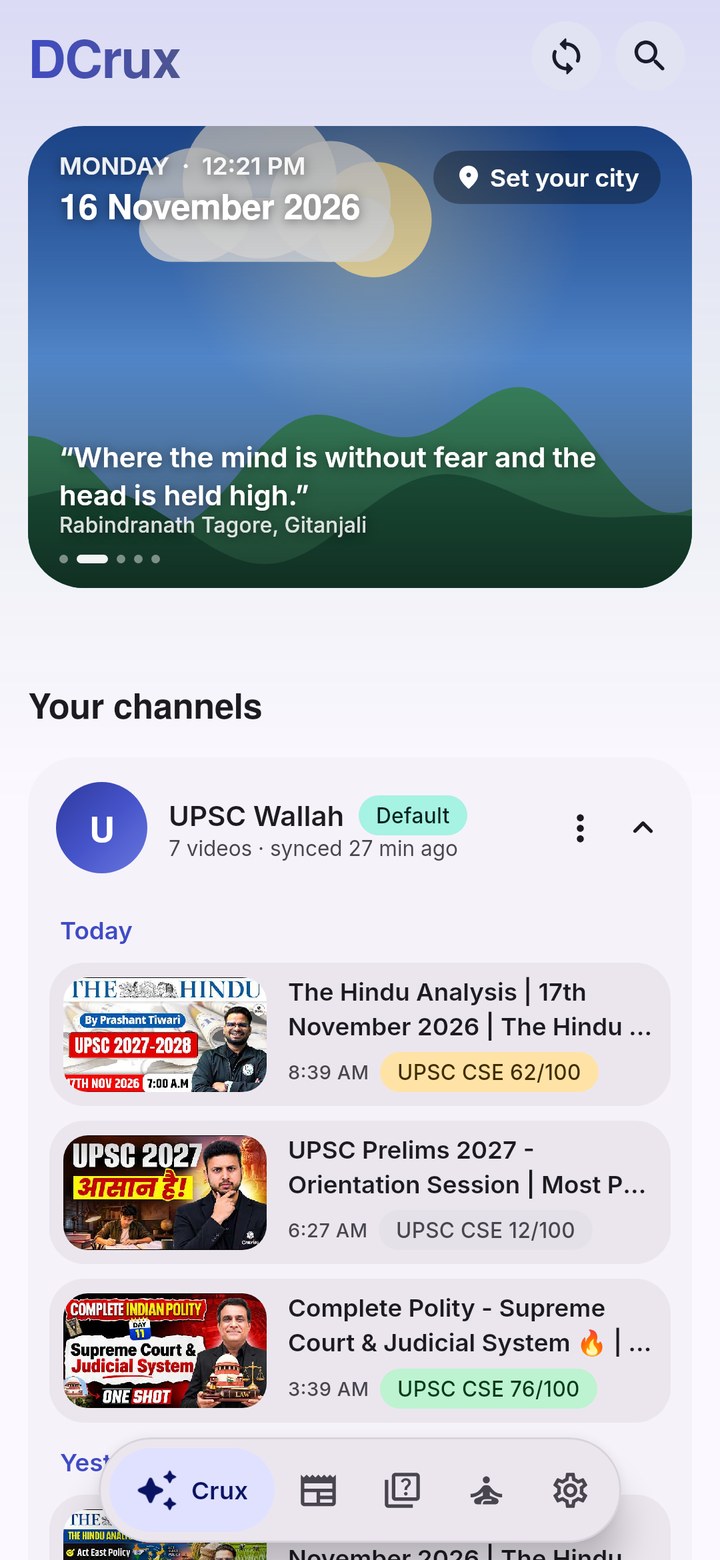 DCrux
MONDAY · 12:21 PM
Set your city
16 November 2026
“Where the mind is without fear and the
head is held high.”
Rabindranath Tagore, Gitanjali
Your channels
U
UPSC Wallah
Default
7 videos · synced 27 min ago
Today
THE HINDU
By Prashant Tiwari
UPSC 2027-2028
7TH NOV 2026 7:00 A.M
The Hindu Analysis | 17th
November 2026 | The Hindu ...
8:39 AM
UPSC CSE 62/100
UPSC 2027
आसान है!
UPSC Prelims 2027 -
Orientation Session | Most P...
6:27 AM
UPSC CSE 12/100
COMPLETE INDIAN POLITY
DAY
11
Supreme Court &
Judicial System
ONE SHOT
LAW
Complete Polity - Supreme
Court & Judicial System 🔥 | ...
3:39 AM
UPSC CSE 76/100
Crux
THE
Act East Policy
November 2026 | The Hindu